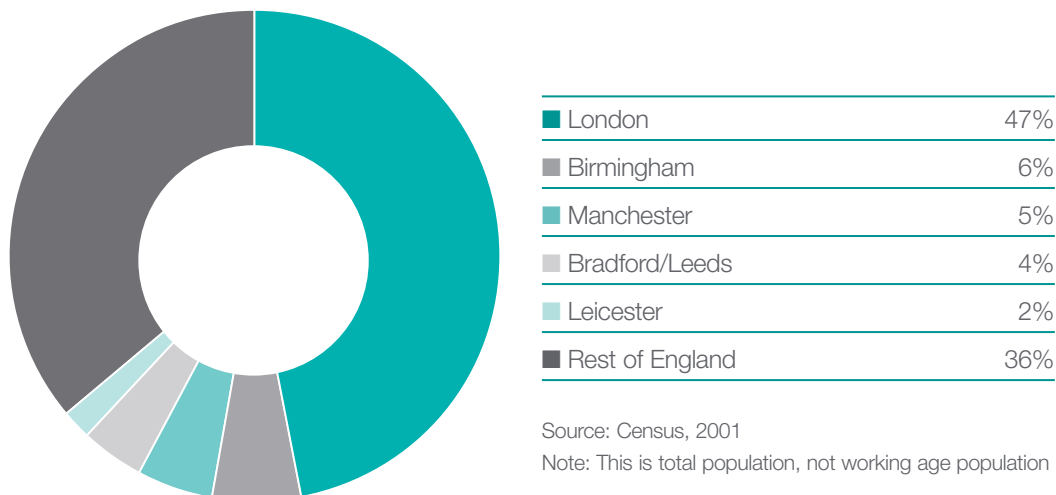 London 47%
Birmingham 6%
Manchester 5%
Bradford/Leeds 4%
Leicester 2%
Rest of England 36%
Source: Census, 2001
Note: This is total population, not working age population